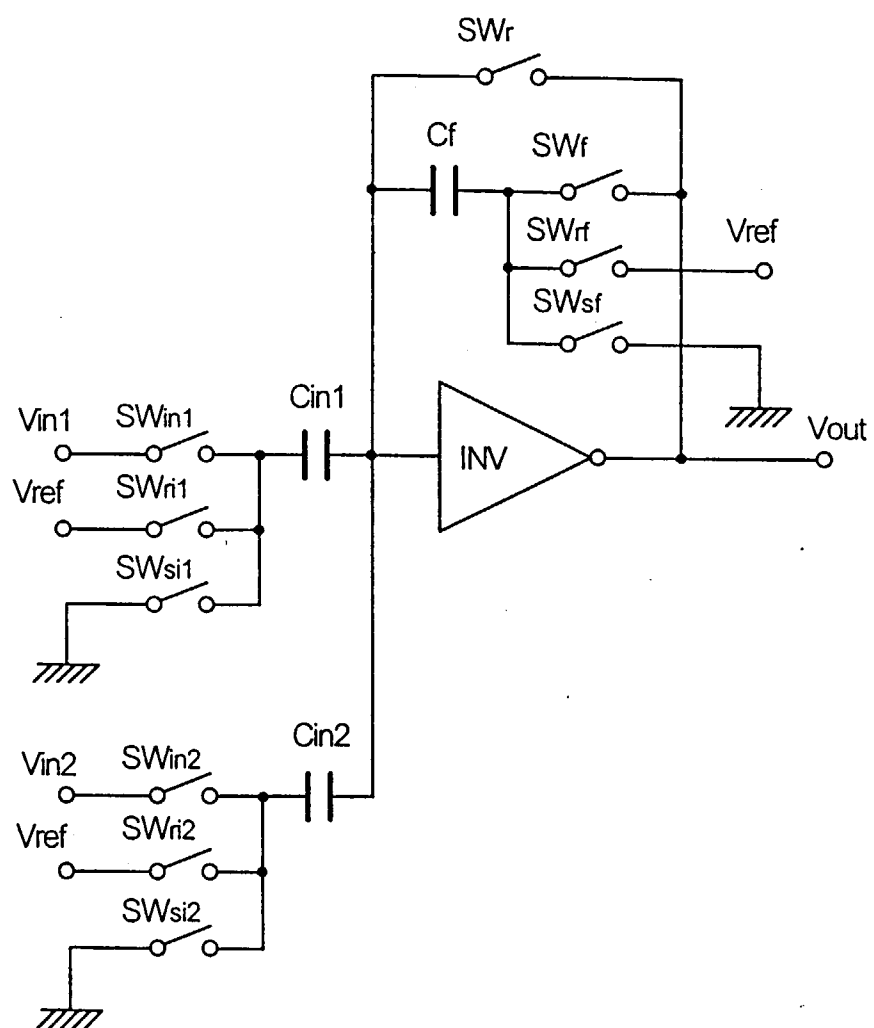 SWr
Cf
SWf
SWrf
Vref
SWsf
Cin1
Vin1
SWin1
INV
Vout
Vref
SWri1
SWsi1
Cin2
Vin2
SWin2
Vref
SWri2
SWsi2